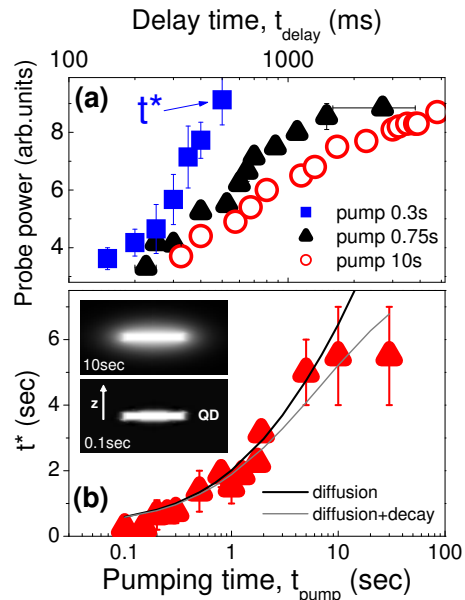 Delay time, t_delay (ms)
100 1000
(a)
t*
8
6
4
Probe power (arb.units)
pump 0.3s
pump 0.75s
pump 10s
6
4
2
0
t* (sec)
10sec
z
QD
0.1sec
(b)
diffusion
diffusion+decay
0.1 1 10 100
Pumping time, t_pump (sec)